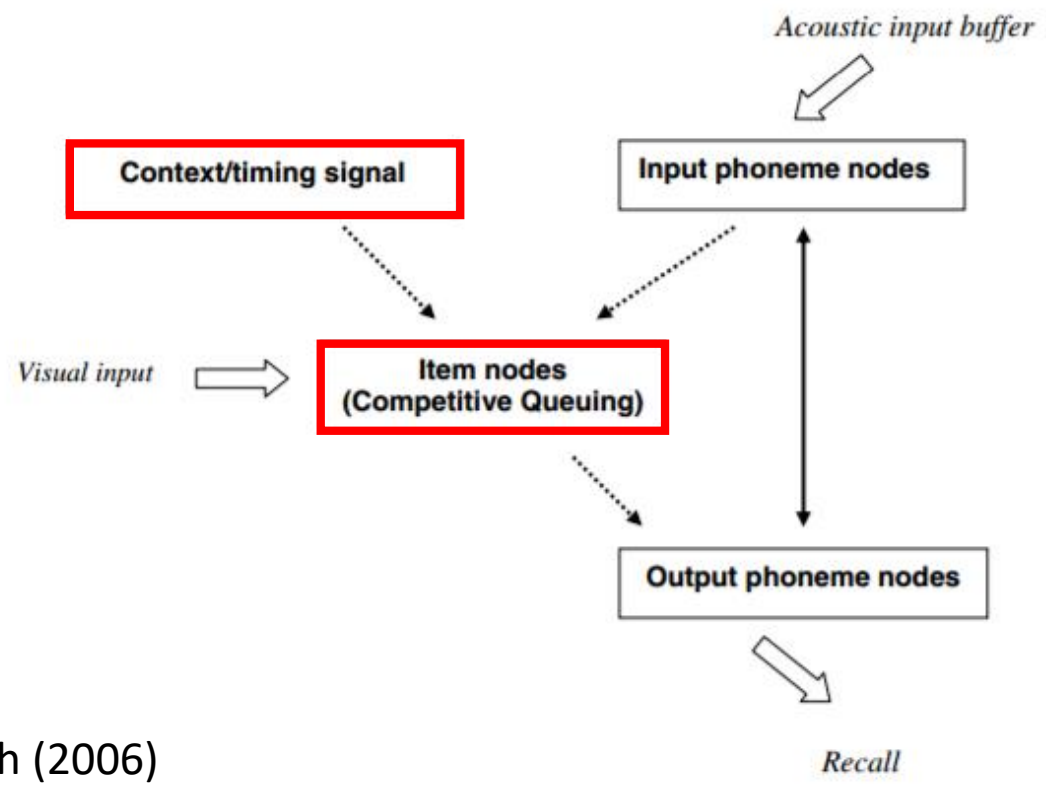 Acoustic input buffer
Context/timing signal
Input phoneme nodes
Visual input
Item nodes
(Competitive Queuing)
Output phoneme nodes
h (2006)
Recall